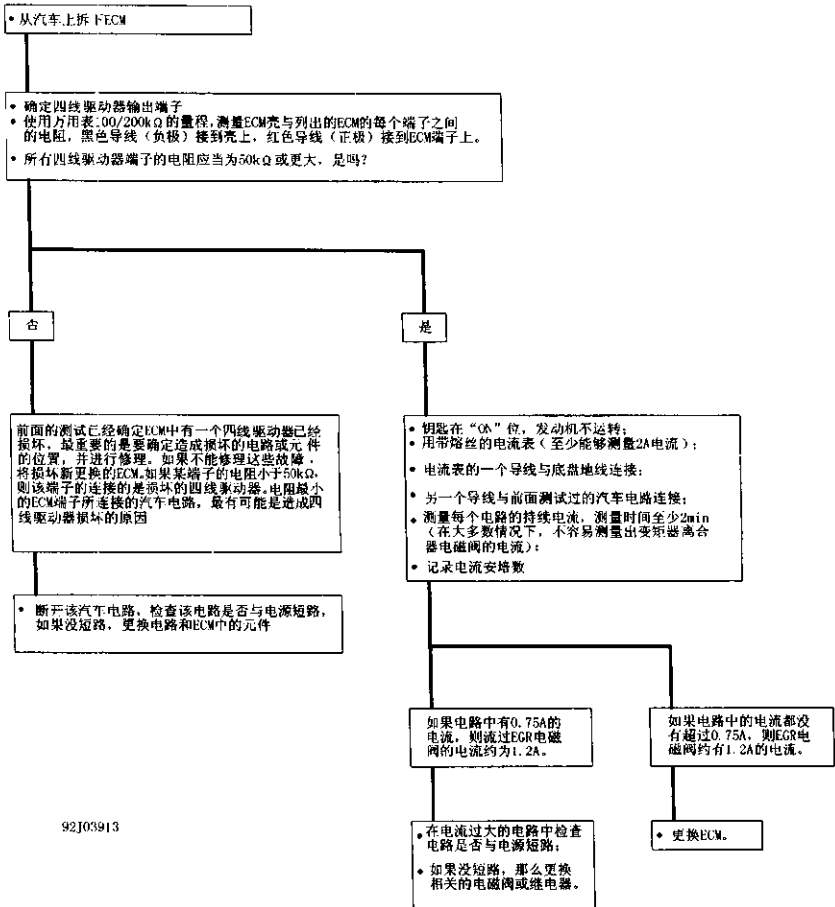 • 从汽车上拆下ECM
• 确定四线驱动器输出端子
• 使用万用表100/200kΩ的量程,测量ECM壳与列出的ECM的每个端子之间
的电阻，黑色导线（负极）接到壳上，红色导线（正极）接到ECM端子上。
• 所有四线驱动器端子的电阻应当为50kΩ或更大，是吗?
否
是
前面的测试已经确定ECM中有一个四线驱动器已经
损坏，最重要的是要确定造成损坏的电路或元件
的位置，并进行修理。如果不能修理这些故障，
将损坏新更换的ECM。如果某端子的电阻小于50kΩ，
则该端子的连接的是损坏的四线驱动器。电阻最小
的ECM端子所连接的汽车电路，最有可能是造成四
线驱动器损坏的原因
• 断开该汽车电路，检查该电路是否与电源短路，
如果没短路，更换电路和ECM中的元件
• 钥匙在“ON”位，发动机不运转；
• 用带熔丝的电流表（至少能够测量2A电流）；
• 电流表的一个导线与底盘地线连接；
• 另一个导线与前面测试过的汽车电路连接；
• 测量每个电路的持续电流，测量时间至少2min
（在大多数情况下，不容易测量出变矩器离合
器电磁阀的电流）；
• 记录电流安培数
如果电路中有0.75A的
电流，则流过EGR电磁
阀的电流约为1.2A。
如果电路中的电流都没
有超过0.75A，则EGR电
磁阀约有1.2A的电流。
• 在电流过大的电路中检查
电路是否与电源短路；
• 如果没短路，那么更换
相关的电磁阀或继电器。
• 更换ECM。
92J03913